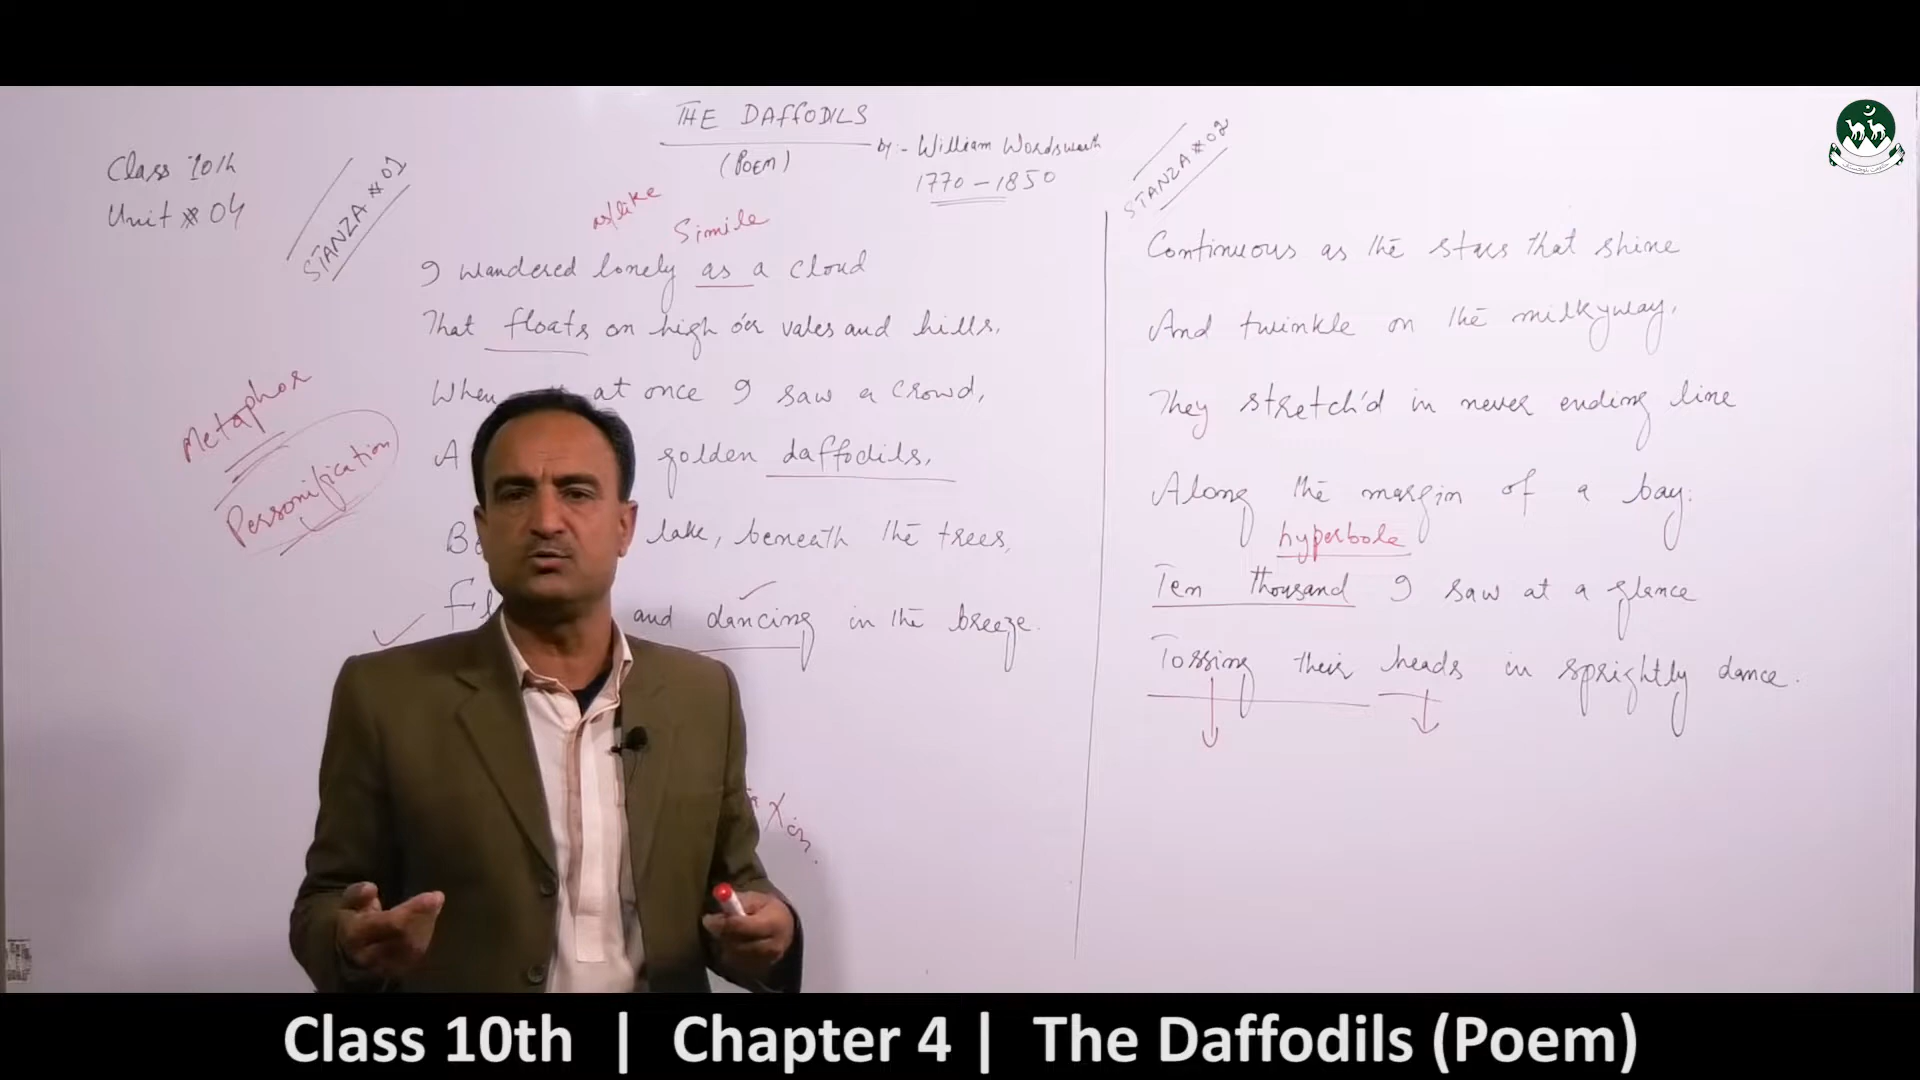 THE DAFFODILS
(POEM)
by:- William Wordsworth
1770 - 1850
Class 10th
Unit # 04
STANZA # 01
as/like
Simile
I wandered lonely as a cloud
That floats on high o'er vales and hills,
When at once I saw a crowd,
A golden daffodils,
lake, beneath the trees,
and dancing in the breeze.
Metaphor
Personification
STANZA # 02
Continuous as the stars that shine
And twinkle on the milkyway,
They stretch'd in never ending line
Along the margin of a bay:
hyperbole
Ten thousand I saw at a glance
Tossing their heads in sprightly dance.
Class 10th | Chapter 4 | The Daffodils (Poem)